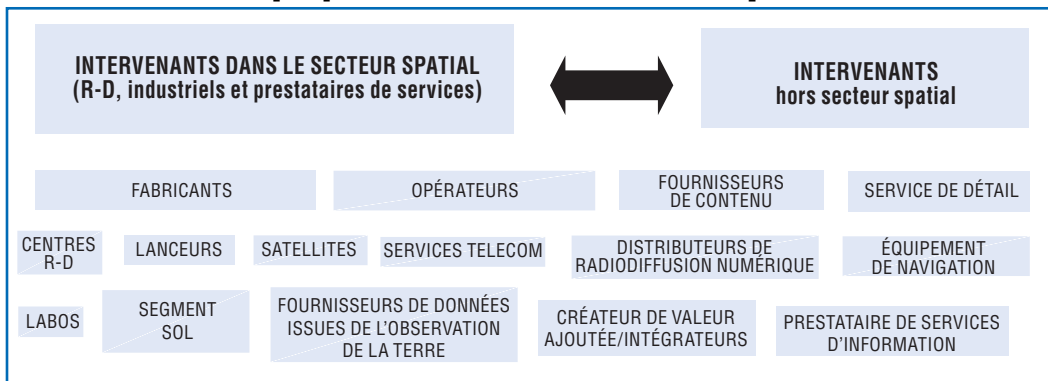 INTERVENANTS DANS LE SECTEUR SPATIAL
(R-D, industriels et prestataires de services)
INTERVENANTS
hors secteur spatial
FABRICANTS
OPÉRATEURS
FOURNISSEURS
DE CONTENU
SERVICE DE DÉTAIL
CENTRES
R-D
LANCEURS
SATELLITES
SERVICES TELECOM
DISTRIBUTEURS DE
RADIODIFFUSION NUMÉRIQUE
ÉQUIPEMENT
DE NAVIGATION
LABOS
SEGMENT
SOL
FOURNISSEURS DE DONNÉES
ISSUES DE L’OBSERVATION
DE LA TERRE
CRÉATEUR DE VALEUR
AJOUTÉE/INTÉGRATEURS
PRESTATAIRE DE SERVICES
D’INFORMATION